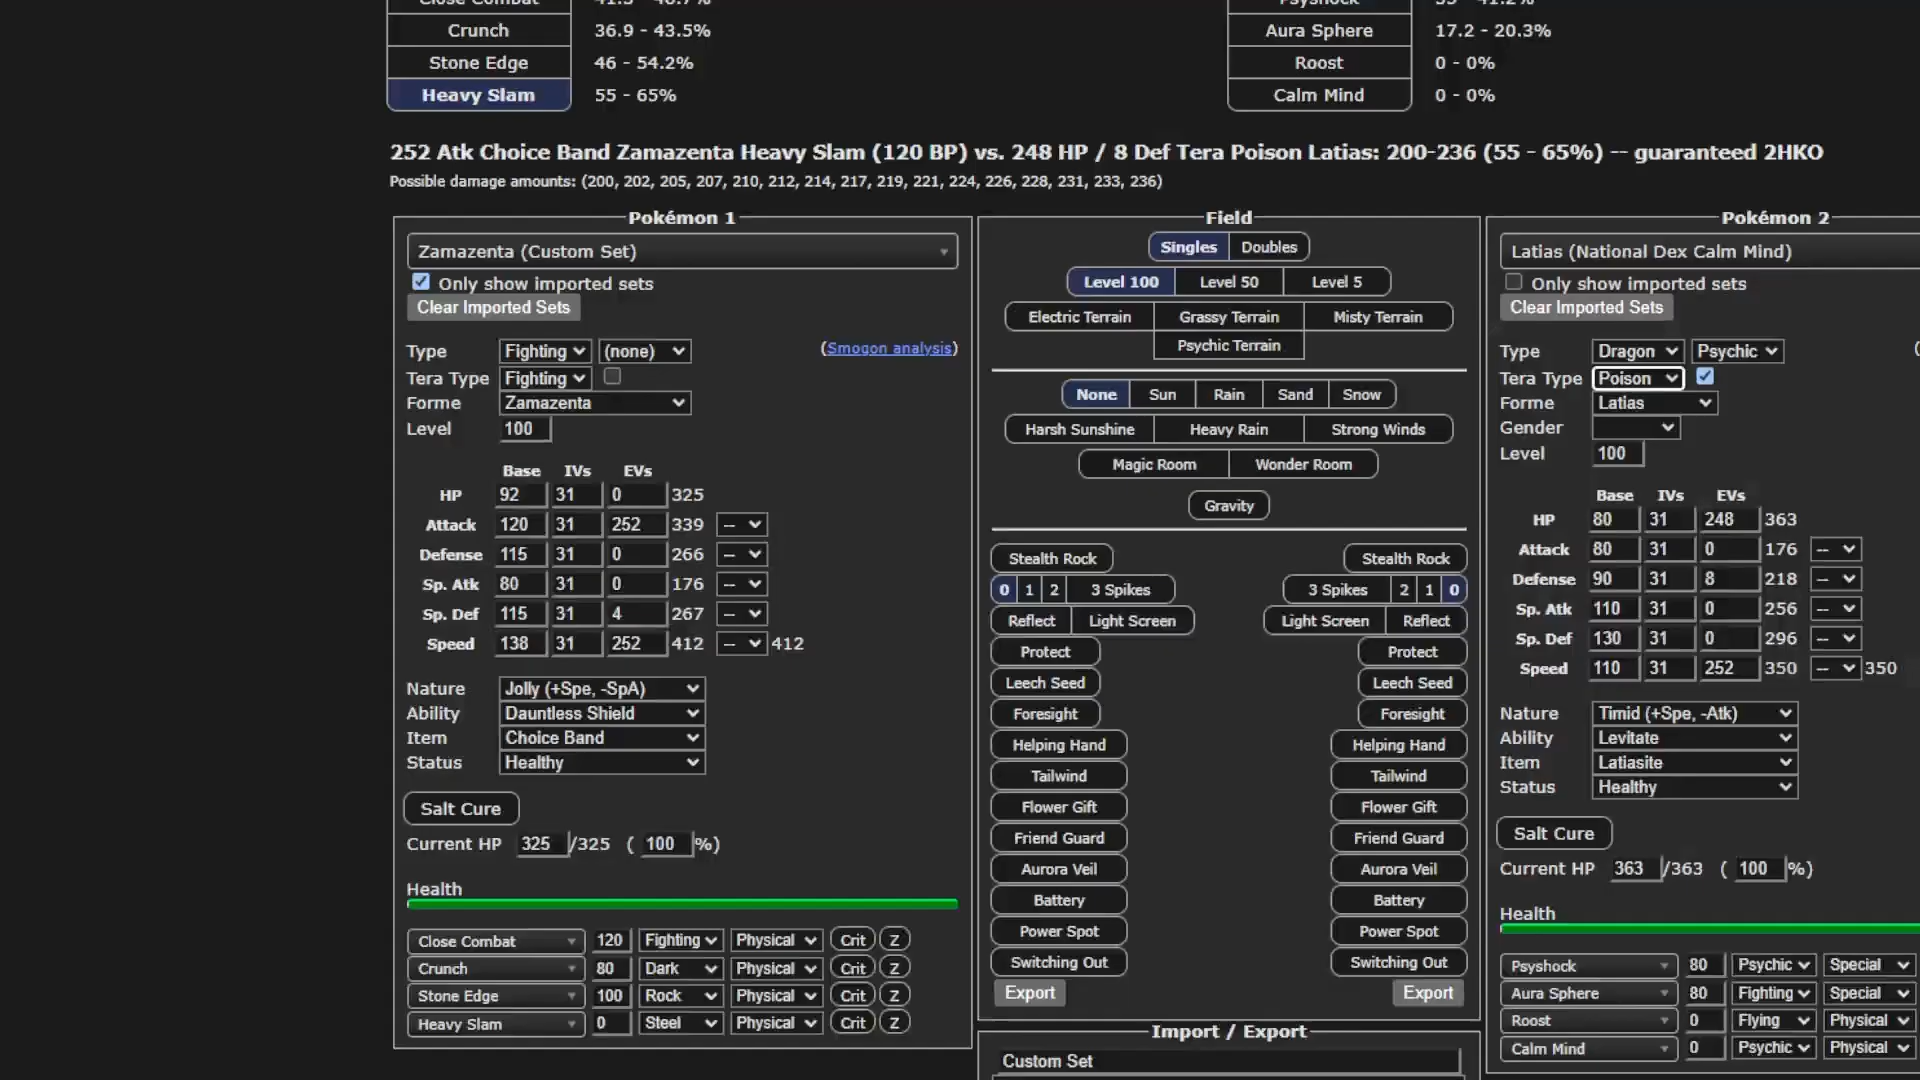 Close Combat 41.3 - 48.7%
Crunch 36.9 - 43.5%
Stone Edge 46 - 54.2%
Heavy Slam 55 - 65%
Psyshock 35 - 41.2%
Aura Sphere 17.2 - 20.3%
Roost 0 - 0%
Calm Mind 0 - 0%
252 Atk Choice Band Zamazenta Heavy Slam (120 BP) vs. 248 HP / 8 Def Tera Poison Latias: 200-236 (55 - 65%) -- guaranteed 2HKO
Possible damage amounts: (200, 202, 205, 207, 210, 212, 214, 217, 219, 221, 224, 226, 228, 231, 233, 236)
Pokémon 1
Zamazenta (Custom Set)
Only show imported sets
Clear Imported Sets
Type Fighting (none) (Smogon analysis)
Tera Type Fighting
Forme Zamazenta
Level 100
Base IVs EVs
HP 92 31 0 325
Attack 120 31 252 339 --
Defense 115 31 0 266 --
Sp. Atk 80 31 0 176 --
Sp. Def 115 31 4 267 --
Speed 138 31 252 412 -- 412
Nature Jolly (+Spe, -SpA)
Ability Dauntless Shield
Item Choice Band
Status Healthy
Salt Cure
Current HP 325 /325 ( 100 %)
Health
Close Combat 120 Fighting Physical Crit Z
Crunch 80 Dark Physical Crit Z
Stone Edge 100 Rock Physical Crit Z
Heavy Slam 0 Steel Physical Crit Z
Field
Singles Doubles
Level 100 Level 50 Level 5
Electric Terrain Grassy Terrain Misty Terrain
Psychic Terrain
None Sun Rain Sand Snow
Harsh Sunshine Heavy Rain Strong Winds
Magic Room Wonder Room
Gravity
Stealth Rock Stealth Rock
0 1 2 3 Spikes 3 Spikes 2 1 0
Reflect Light Screen Light Screen Reflect
Protect Protect
Leech Seed Leech Seed
Foresight Foresight
Helping Hand Helping Hand
Tailwind Tailwind
Flower Gift Flower Gift
Friend Guard Friend Guard
Aurora Veil Aurora Veil
Battery Battery
Power Spot Power Spot
Switching Out Switching Out
Export Export
Import / Export
Custom Set
Pokémon 2
Latias (National Dex Calm Mind)
Only show imported sets
Clear Imported Sets
Type Dragon Psychic (
Tera Type Poison
Forme Latias
Gender
Level 100
Base IVs EVs
HP 80 31 248 363
Attack 80 31 0 176 --
Defense 90 31 8 218 --
Sp. Atk 110 31 0 256 --
Sp. Def 130 31 0 296 --
Speed 110 31 252 350 -- 350
Nature Timid (+Spe, -Atk)
Ability Levitate
Item Latiasite
Status Healthy
Salt Cure
Current HP 363 /363 ( 100 %)
Health
Psyshock 80 Psychic Special
Aura Sphere 80 Fighting Special
Roost 0 Flying Physical
Calm Mind 0 Psychic Physical